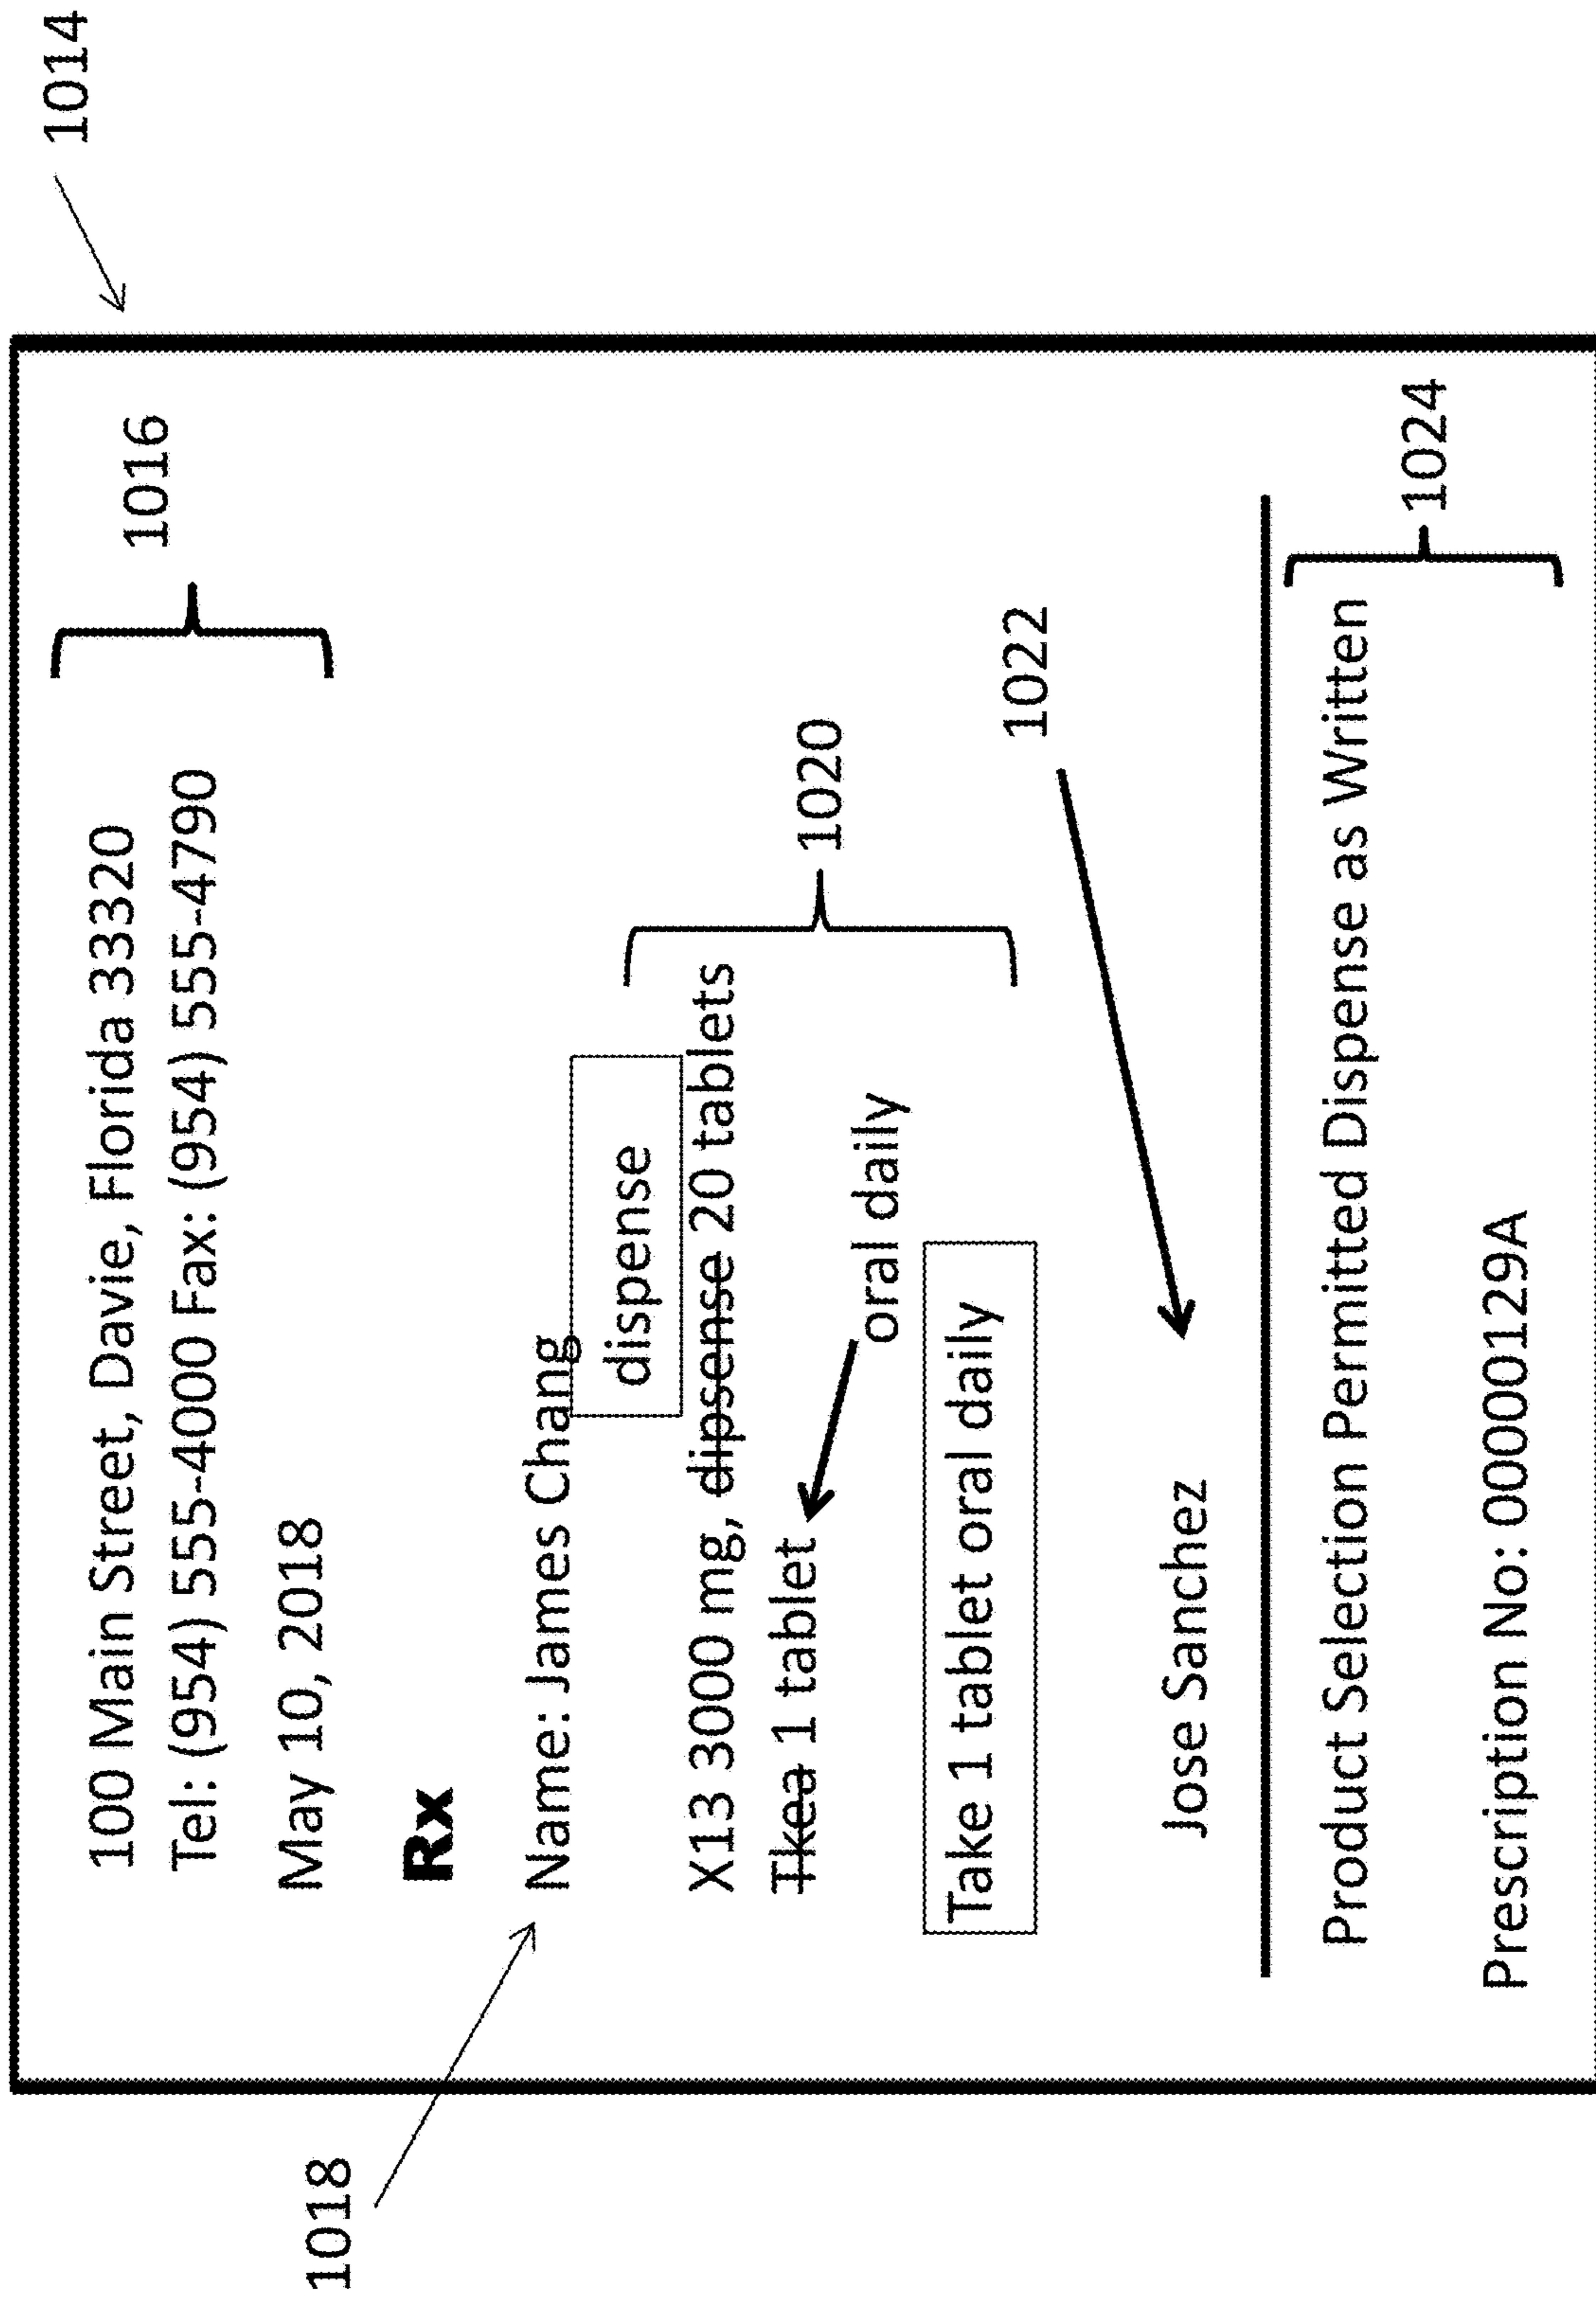 1014
100 Main Street, Davie, Florida 33320
Tel: (954) 555-4000 Fax: (954) 555-4790
1016
May 10, 2018
Rx
1018
Name: James Chang
dispense
X13 3000 mg, dipsense 20 tablets
Tkea 1 tablet
1020
oral daily
Take 1 tablet oral daily
1022
Jose Sanchez
Product Selection Permitted Dispense as Written
1024
Prescription No: 00000129A